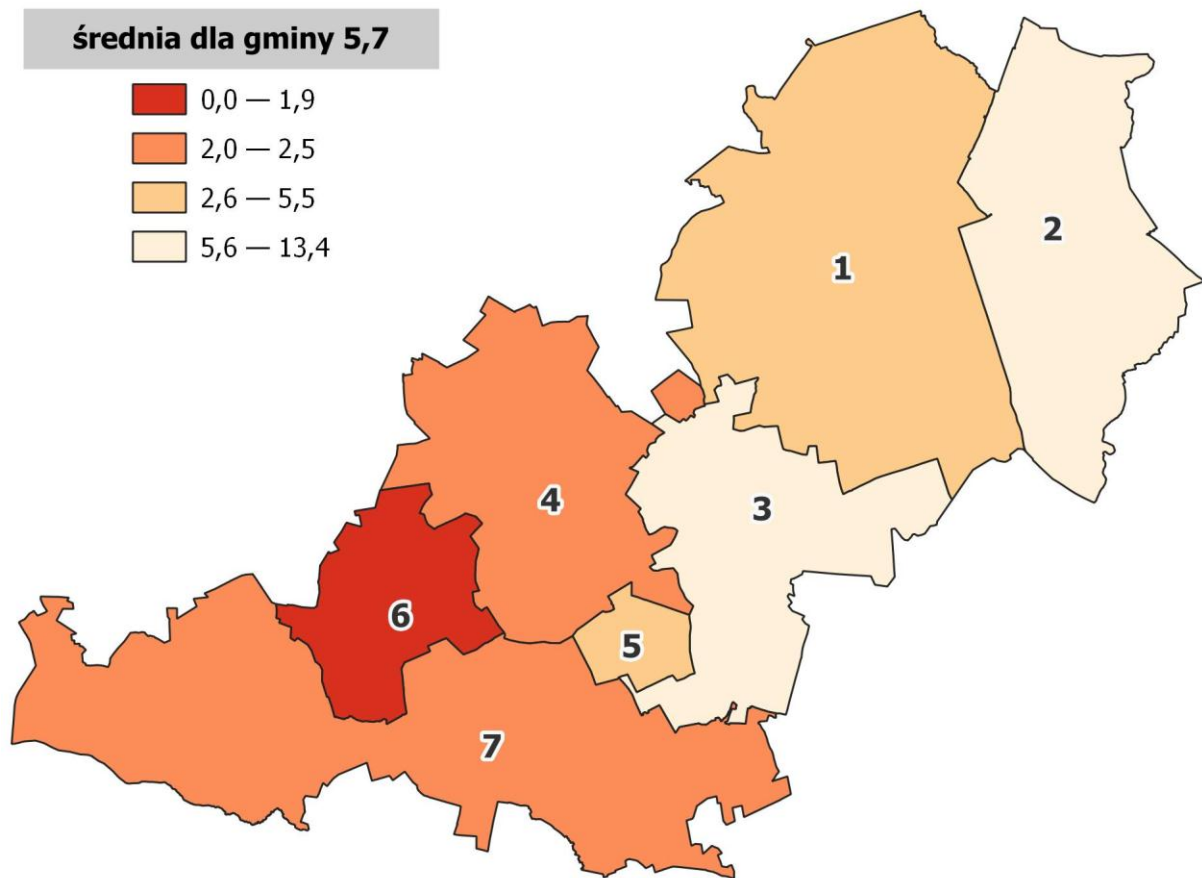 średnia dla gminy 5,7
0,0 — 1,9
2,0 — 2,5
2,6 — 5,5
5,6 — 13,4
1
2
3
4
5
6
7